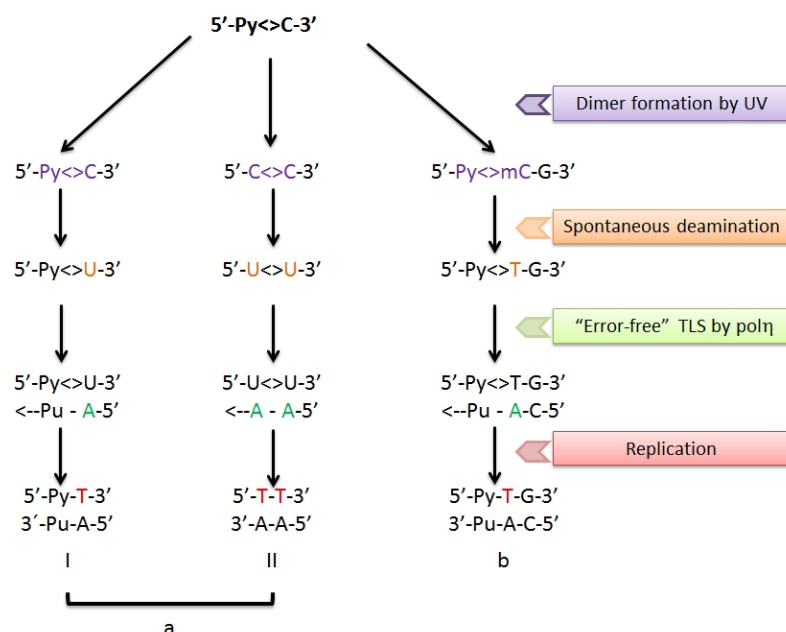 5’-Py<>C-3’
Dimer formation by UV
5’-Py<>C-3’ 5’-C<>C-3’ 5’-Py<>mC-G-3’
Spontaneous deamination
5’-Py<>U-3’ 5’-U<>U-3’ 5’-Py<>T-G-3’
“Error-free” TLS by polη
5’-Py<>U-3’ 5’-U<>U-3’ 5’-Py<>T-G-3’
<--Pu - A-5’ <--A - A-5’ <--Pu - A-C-5’
Replication
5’-Py-T-3’ 5’-T-T-3’ 5’-Py-T-G-3’
3´-Pu-A-5’ 3’-A-A-5’ 3’-Pu-A-C-5’
I II b
a